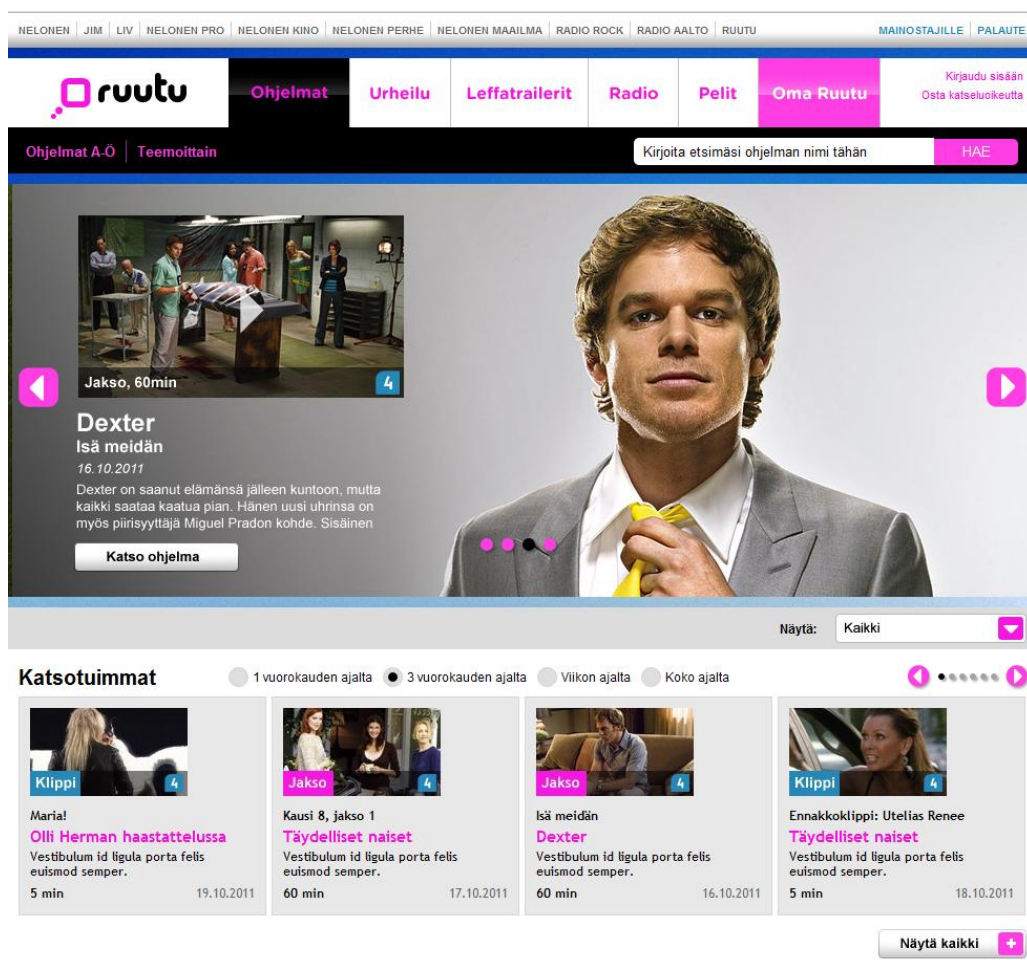 NELONEN JIM LIV NELONEN PRO NELONEN KINO NELONEN PERHE NELONEN MAAILMA RADIO ROCK RADIO AALTO RUUTU MAINOSTAJILLE PALAUTE
ruutu Ohjelmat Urheilu Leffatrailerit Radio Pelit Oma Ruutu
Kirjaudu sisään
Osta katseluoikeutta
Ohjelmat A-Ö Teemoittain Kirjoita etsimäsi ohjelman nimi tähän HAE
Jakso, 60min 4
Dexter
Isä meidän
16.10.2011
Dexter on saanut elämänsä jälleen kuntoon, mutta
kaikki saataa kaatua pian. Hänen uusi uhrinsa on
myös piirisyyttäjä Miguel Pradon kohde. Sisäinen
Katso ohjelma
Näytä: Kaikki
Katsotuimmat 1 vuorokauden ajalta 3 vuorokauden ajalta Viikon ajalta Koko ajalta
Klippi 4
Maria!
Olli Herman haastattelussa
Vestibulum id ligula porta felis
euismod semper.
5 min 19.10.2011
Jakso 4
Kausi 8, jakso 1
Täydelliset naiset
Vestibulum id ligula porta felis
euismod semper.
60 min 17.10.2011
Jakso 4
Isä meidän
Dexter
Vestibulum id ligula porta felis
euismod semper.
60 min 16.10.2011
Klippi 4
Ennakkoklippi: Utelias Renee
Täydelliset naiset
Vestibulum id ligula porta felis
euismod semper.
5 min 18.10.2011
Näytä kaikki +